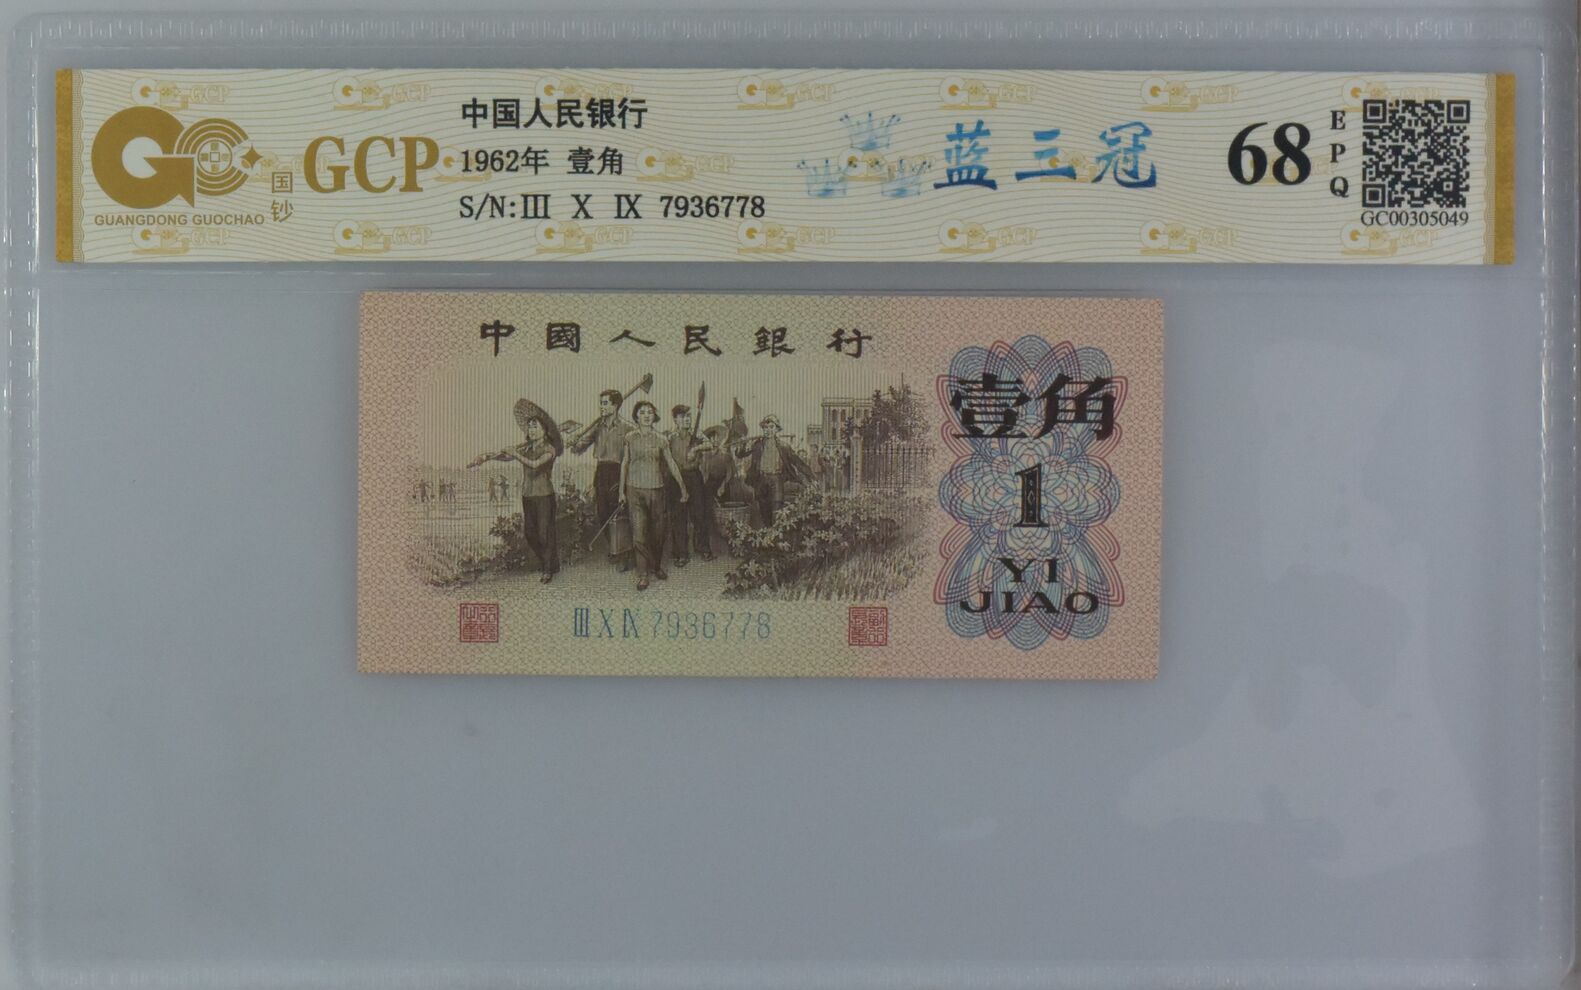 GCP
GUANGDONG GUOCHAO
国钞
中国人民银行
1962年 壹角
S/N:III X IX 7936778
蓝三冠
68
EPQ
GC00305049
中國人民銀行
壹角
1
YI
JIAO
III X IX 7936778